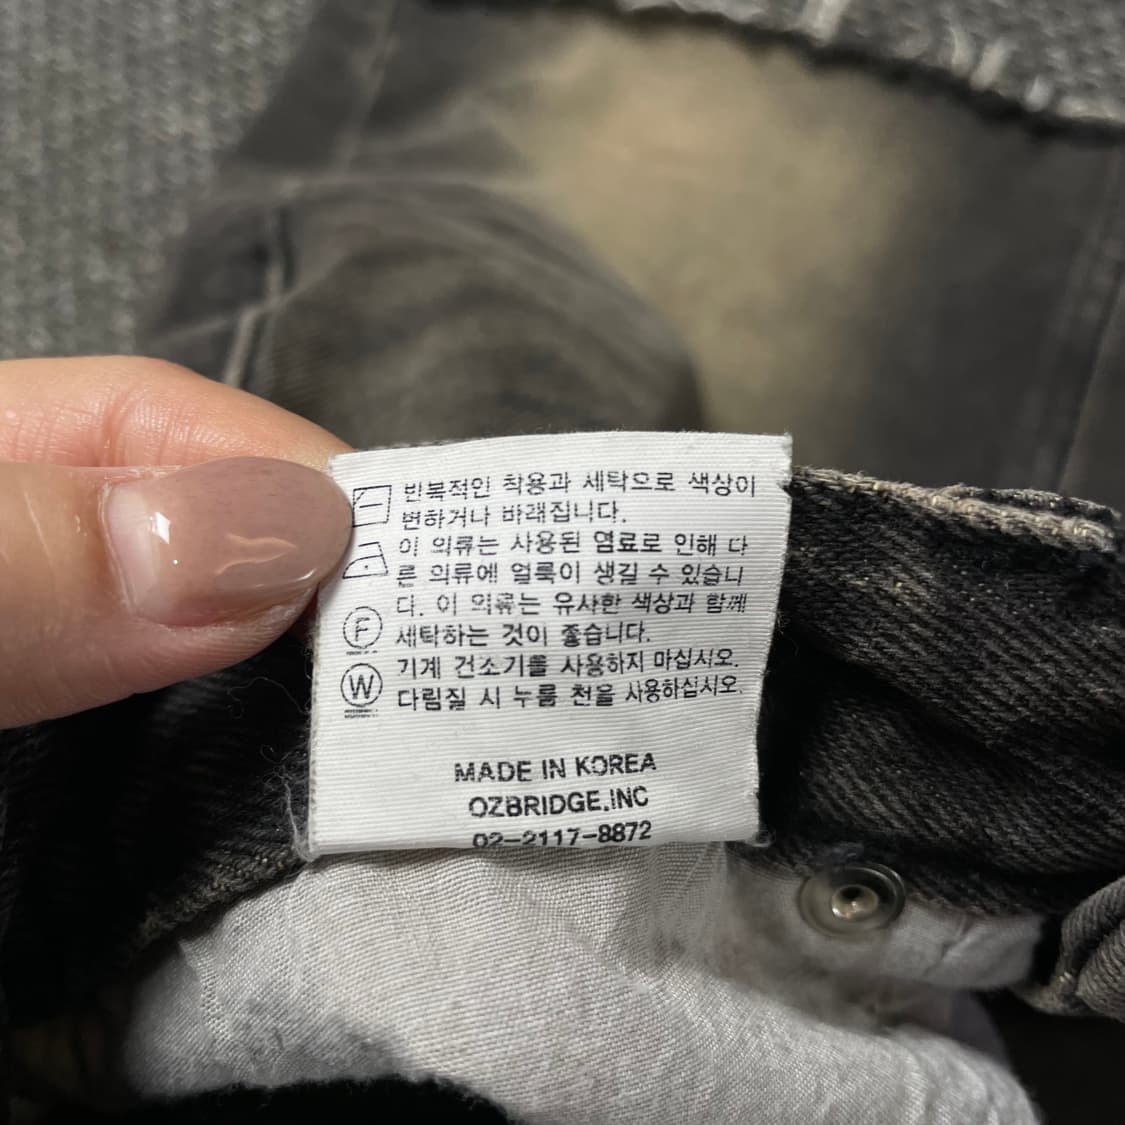 반복적인 착용과 세탁으로 색상이
변하거나 바래집니다.
이 의류는 사용된 염료로 인해 다
른 의류에 얼룩이 생길 수 있습니
다. 이 의류는 유사한 색상과 함께
세탁하는 것이 좋습니다.
기계 건조기를 사용하지 마십시오.
다림질 시 누름 천을 사용하십시오.
F
W
MADE IN KOREA
OZBRIDGE.INC
02-2117-8872